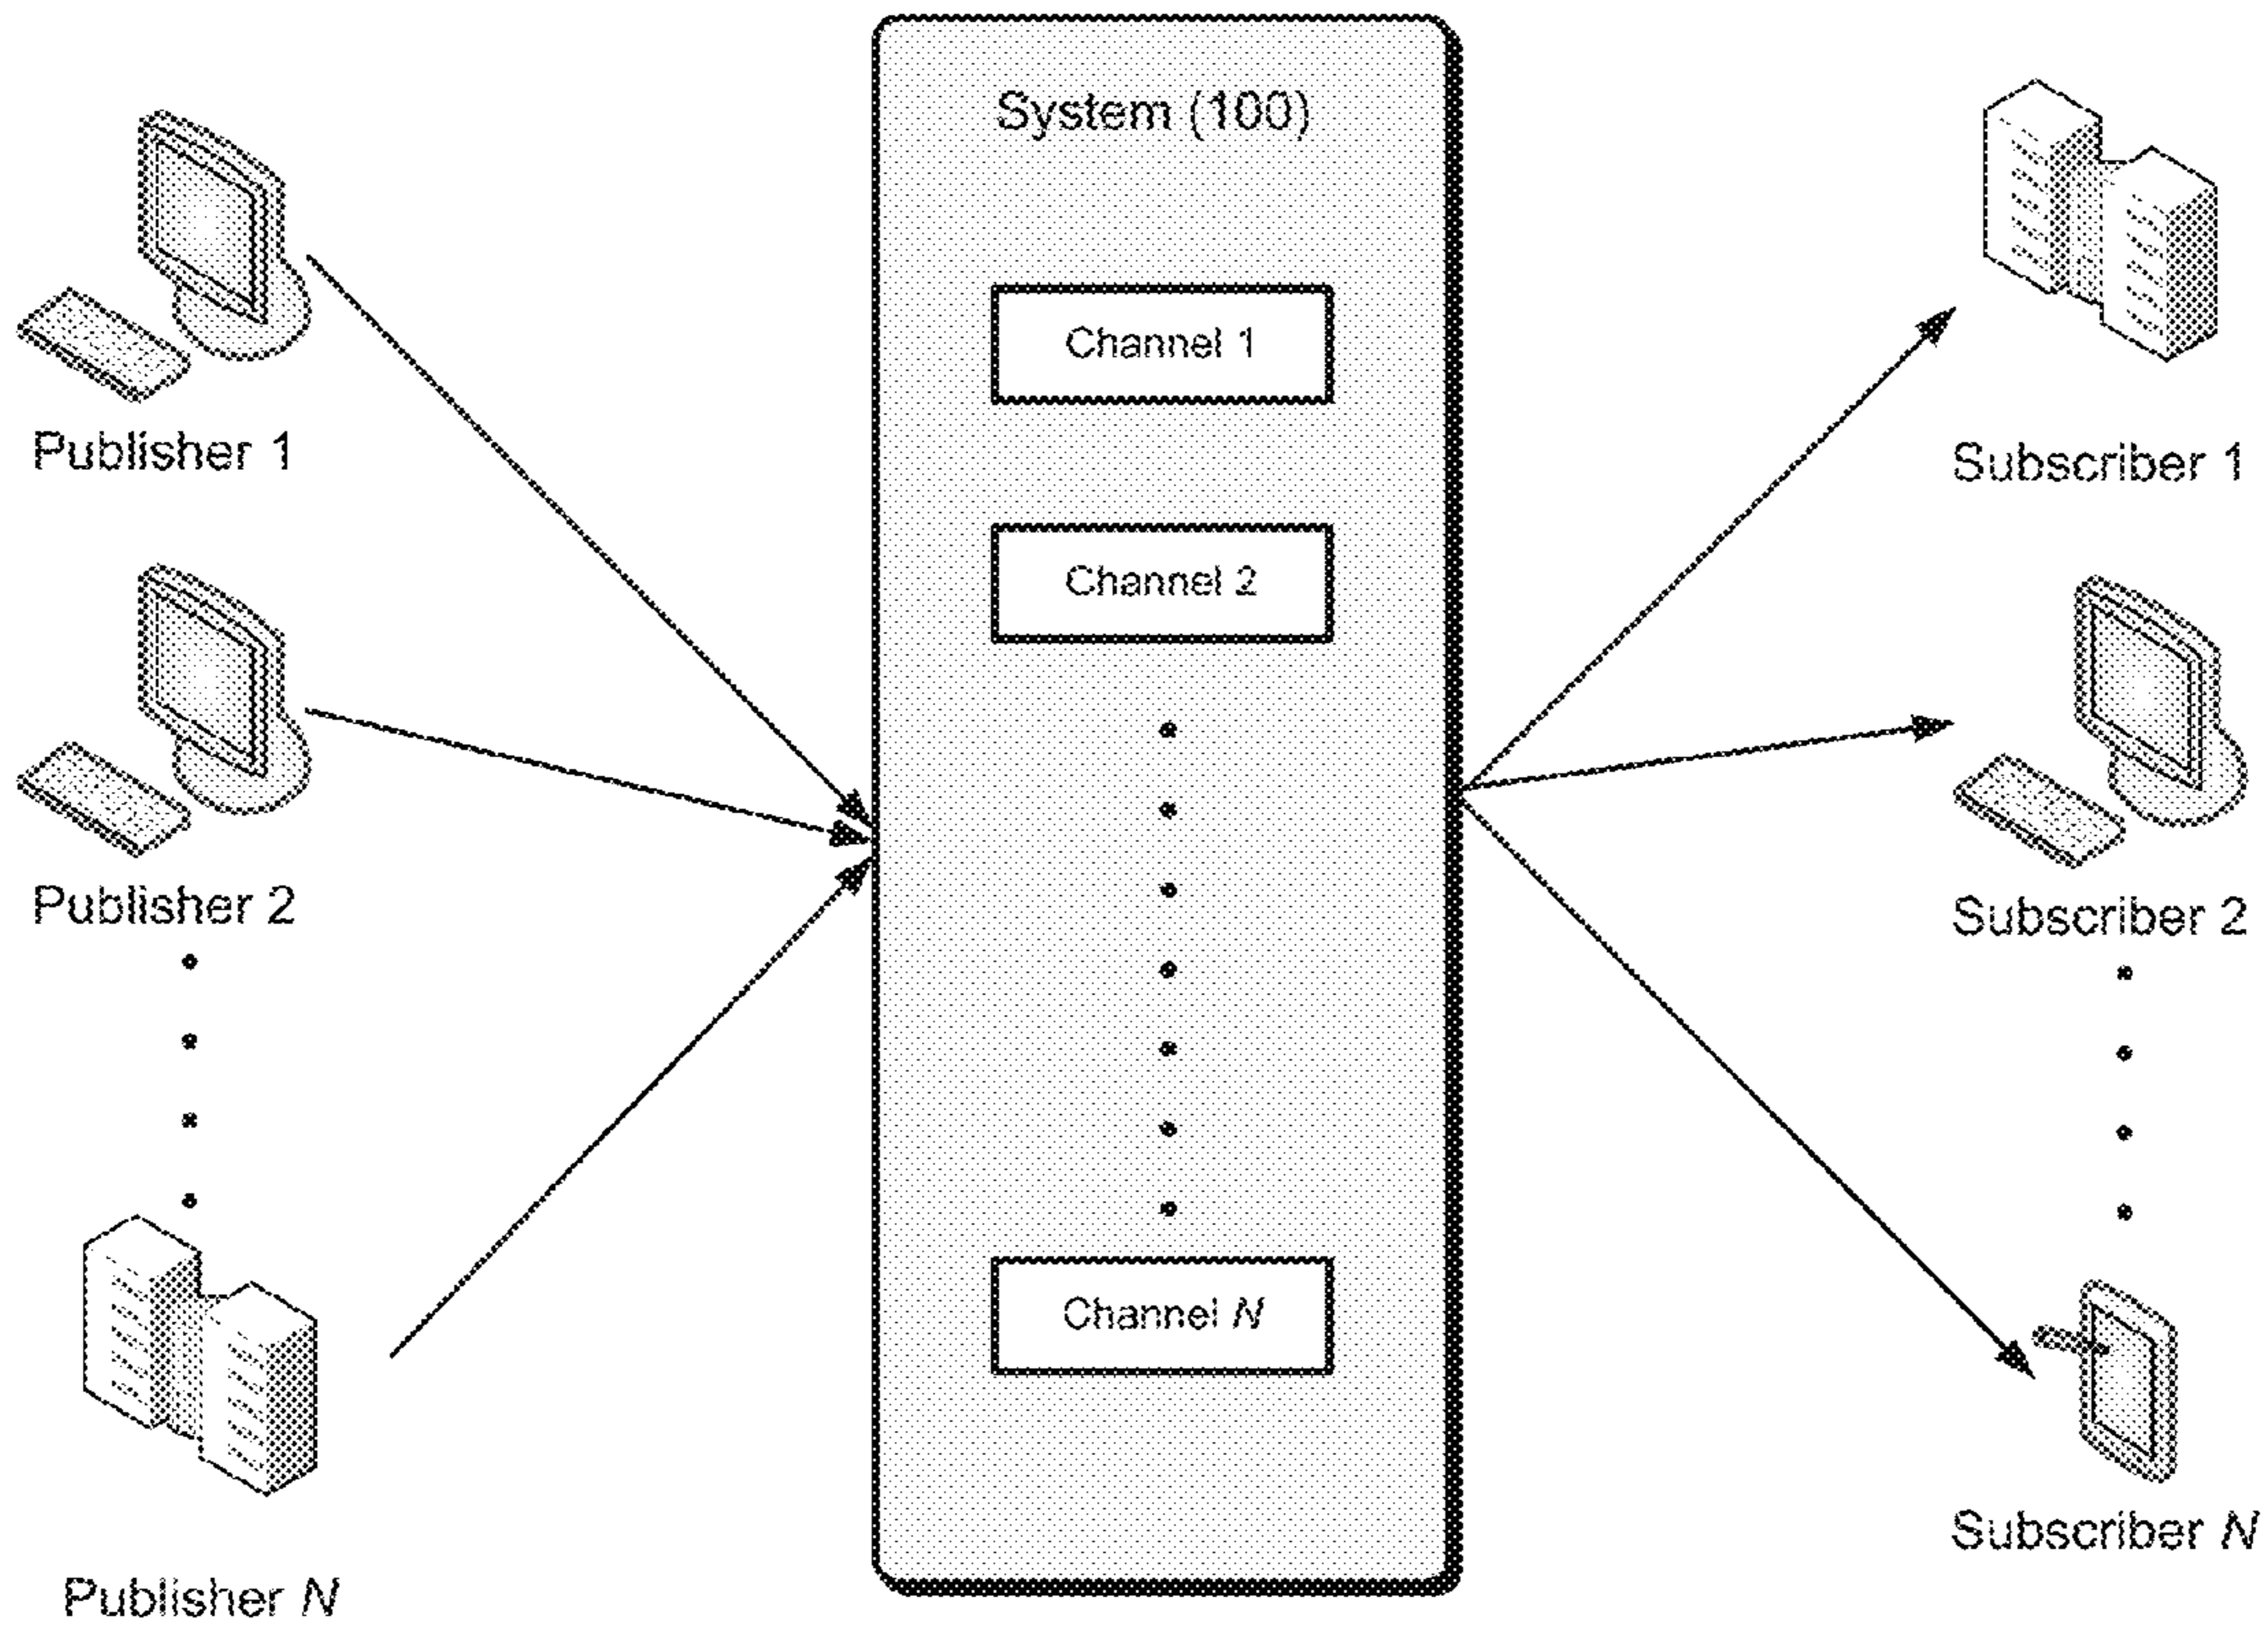 System (100)
Publisher 1
Publisher 2
Publisher N
Channel 1
Channel 2
Channel N
Subscriber 1
Subscriber 2
Subscriber N